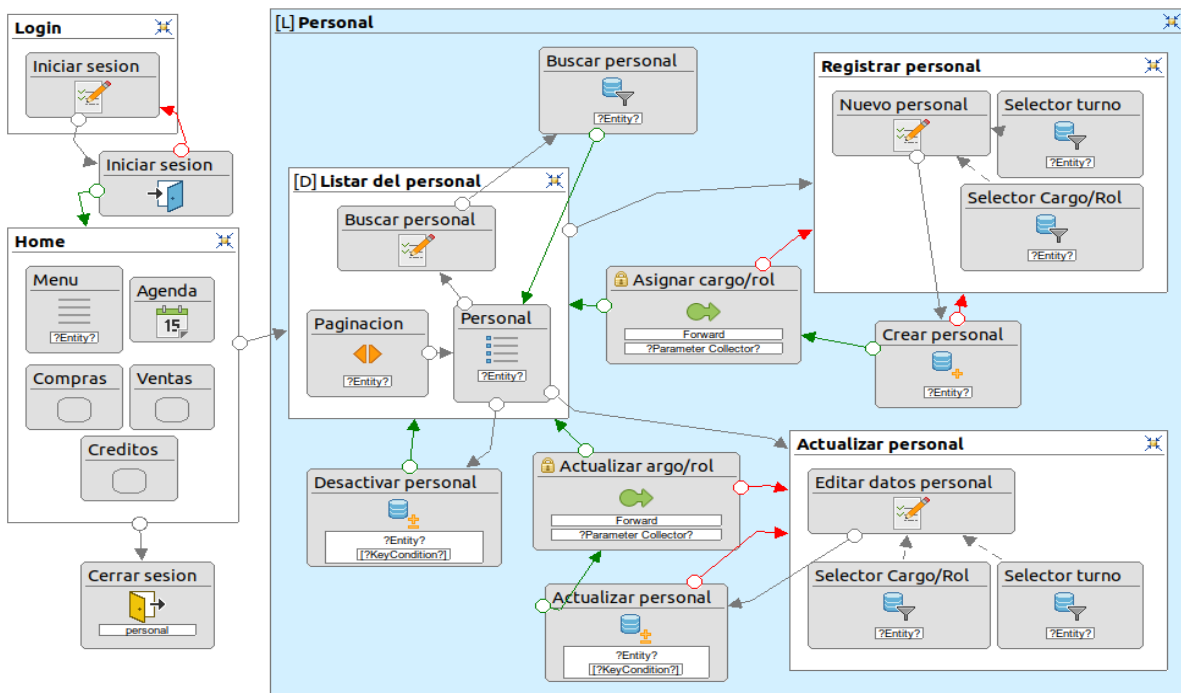 Login
Iniciar sesion
Iniciar sesion
Home
Menu
?Entity?
Agenda
15
Compras
Ventas
Creditos
Cerrar sesion
personal
[L] Personal
Buscar personal
?Entity?
[D] Listar del personal
Buscar personal
Paginacion
?Entity?
Personal
?Entity?
Registrar personal
Nuevo personal
Selector turno
?Entity?
Selector Cargo/Rol
?Entity?
Asignar cargo/rol
Forward
?Parameter Collector?
Crear personal
?Entity?
Desactivar personal
?Entity?
[?KeyCondition?]
Actualizar argo/rol
Forward
?Parameter Collector?
Actualizar personal
?Entity?
[?KeyCondition?]
Actualizar personal
Editar datos personal
Selector Cargo/Rol
?Entity?
Selector turno
?Entity?